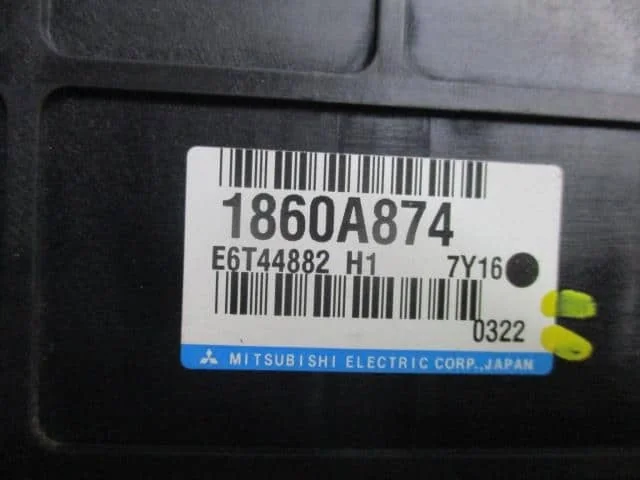 1860A874
E6T44882 H1 7Y16
0322
MITSUBISHI ELECTRIC CORP.,JAPAN